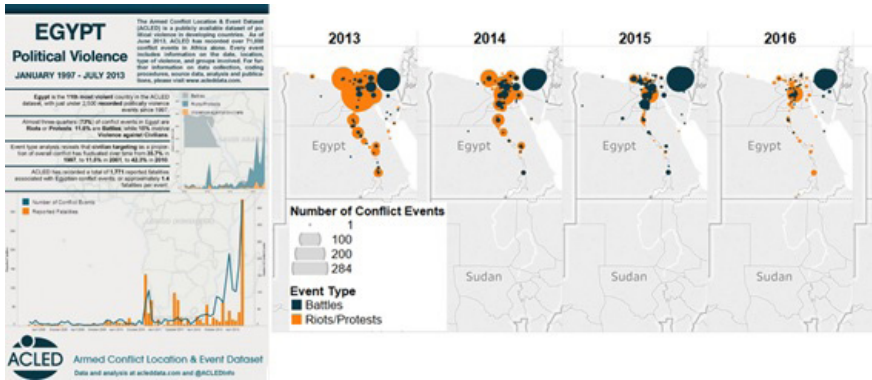 EGYPT
Political Violence
JANUARY 1997 - JULY 2013
The Armed Conflict Location & Event Dataset
(ACLED) is a publicly available dataset of po-
litical violence in developing countries. As of
June 2013, ACLED has recorded over 71,000
conflict events in Africa alone. Every event
includes information on the date, location,
type of violence, and groups involved. For fur-
ther information on data collection, coding
procedures, source data, analysis and publica-
tions, please visit www.acleddata.com.
Egypt is the 11th most violent country in the ACLED
dataset, with just under 2,500 recorded politically violence
events since 1997.
Almost three quarters (73%) of conflict events in Egypt are
Riots or Protests; 11.8% are Battles; while 15% involve
Violence against Civilians.
Event type analysis reveals that civilian targeting as a propor-
tion of overall conflict has fluctuated over time from 35.7% in
1997, to 11.5% in 2001, to 42.3% in 2010.
ACLED has recorded a total of 1,771 reported fatalities
associated with Egyptian conflict events, or approximately 1.4
fatalities per event.
Battles
Riots/Protests
Violence against civilians
Number of Conflict Events
Reported Fatalities
ACLED
Armed Conflict Location & Event Dataset
Data and analysis at acleddata.com and @ACLEDinfo
2013
2014
2015
2016
Egypt
Egypt
Egypt
Egypt
Number of Conflict Events
1
100
200
284
Event Type
Battles
Riots/Protests
Sudan
Sudan
Sudan